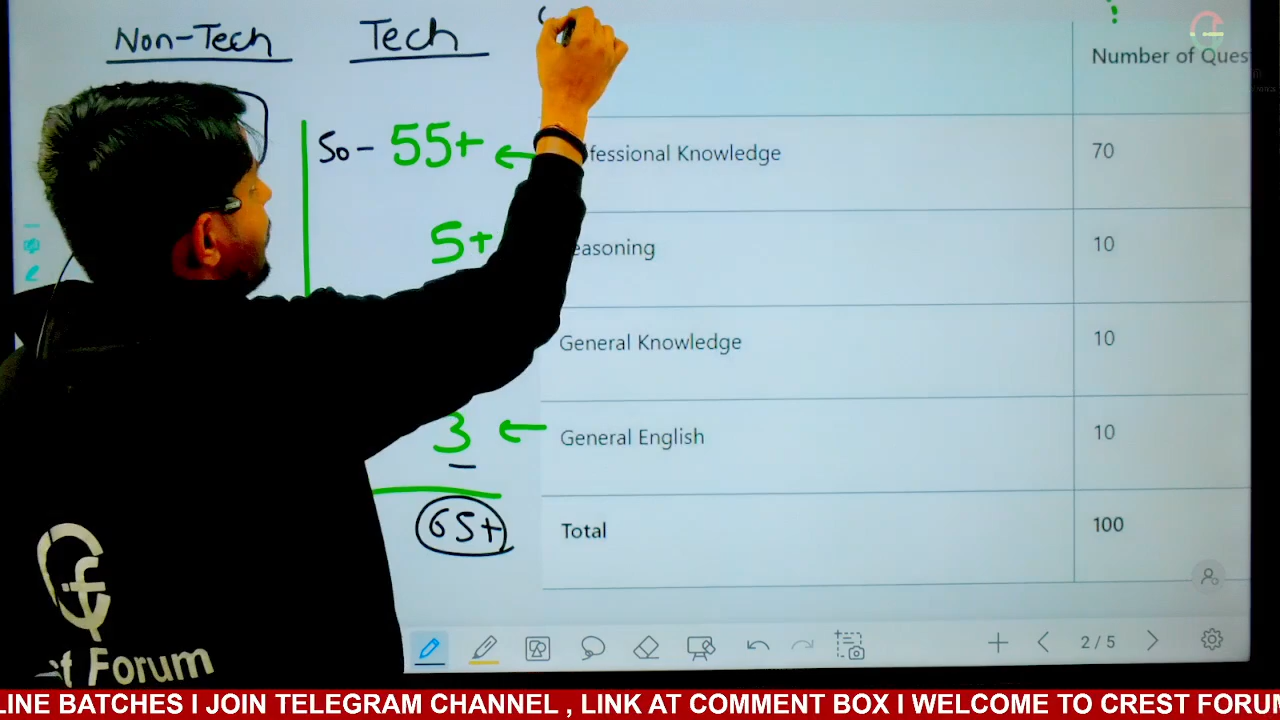 Non-Tech Tech
Number of Ques
So - 55+ ← fessional Knowledge 70
5+ easoning 10
General Knowledge 10
3 ← General English 10
65+ Total 100
2/5
Forum
LINE BATCHES I JOIN TELEGRAM CHANNEL , LINK AT COMMENT BOX I WELCOME TO CREST FORUM